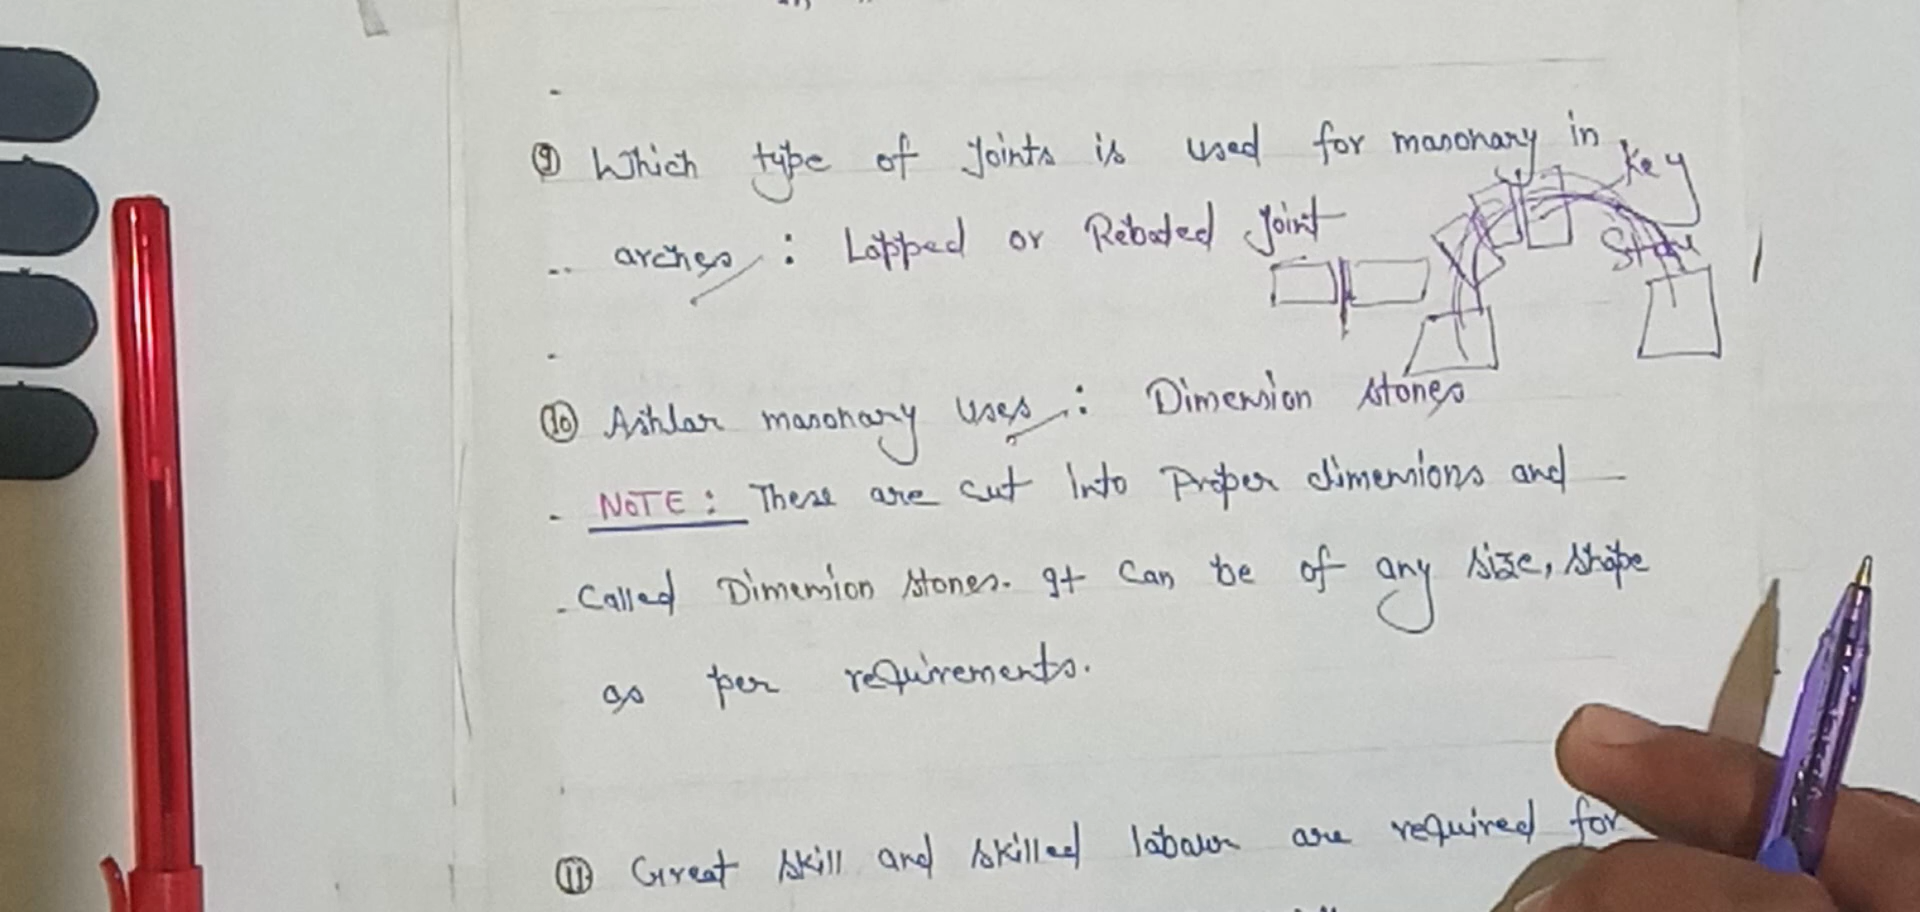 ⑨ Which type of Joints is used for masonary in
arches : Lapped or Rebated Joint
Key
Stone
⑩ Ashlar masonary Uses : Dimension stones
NOTE : These are cut into Proper dimensions and
Called Dimension stones. It can be of any size, shape
as per requirements.
⑪ Great skill and skilled labour are required for